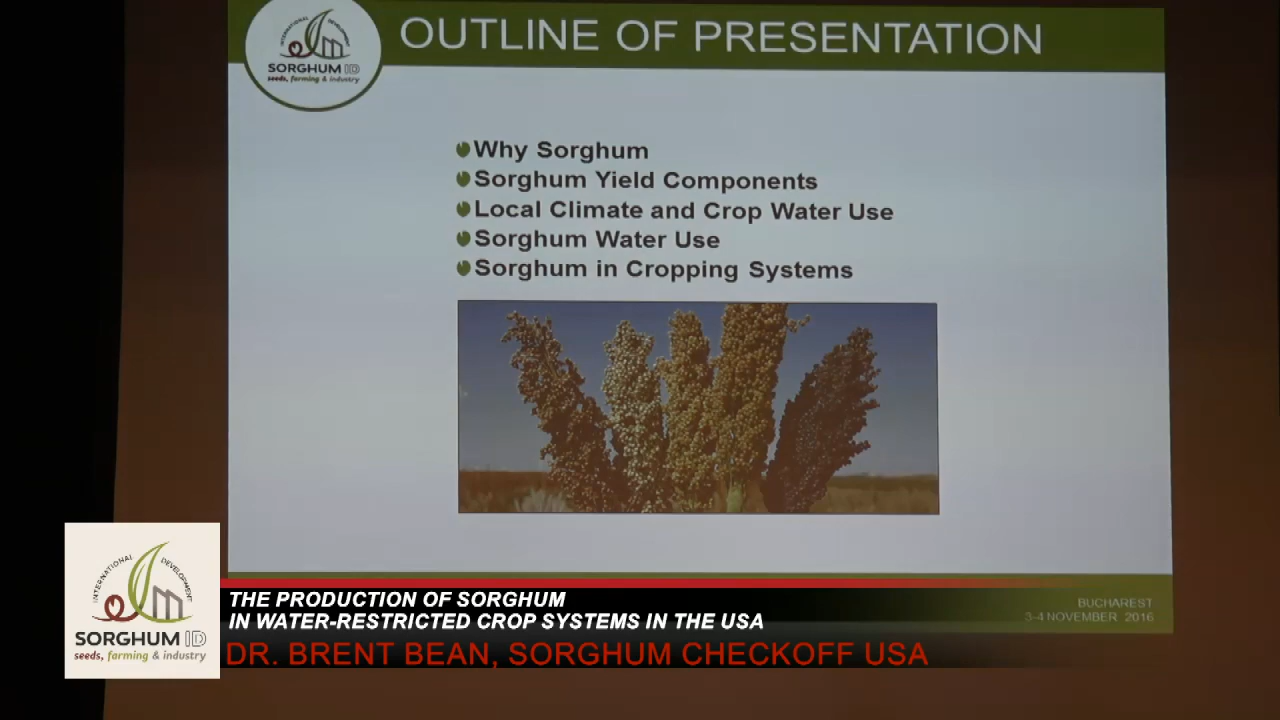 OUTLINE OF PRESENTATION
INTERNATIONAL DEVELOPMENT
SORGHUM ID
seeds, farming & industry
Why Sorghum
Sorghum Yield Components
Local Climate and Crop Water Use
Sorghum Water Use
Sorghum in Cropping Systems
BUCHAREST
3-4 NOVEMBER 2016
INTERNATIONAL DEVELOPMENT
SORGHUM ID
seeds, farming & industry
THE PRODUCTION OF SORGHUM
IN WATER-RESTRICTED CROP SYSTEMS IN THE USA
DR. BRENT BEAN, SORGHUM CHECKOFF USA